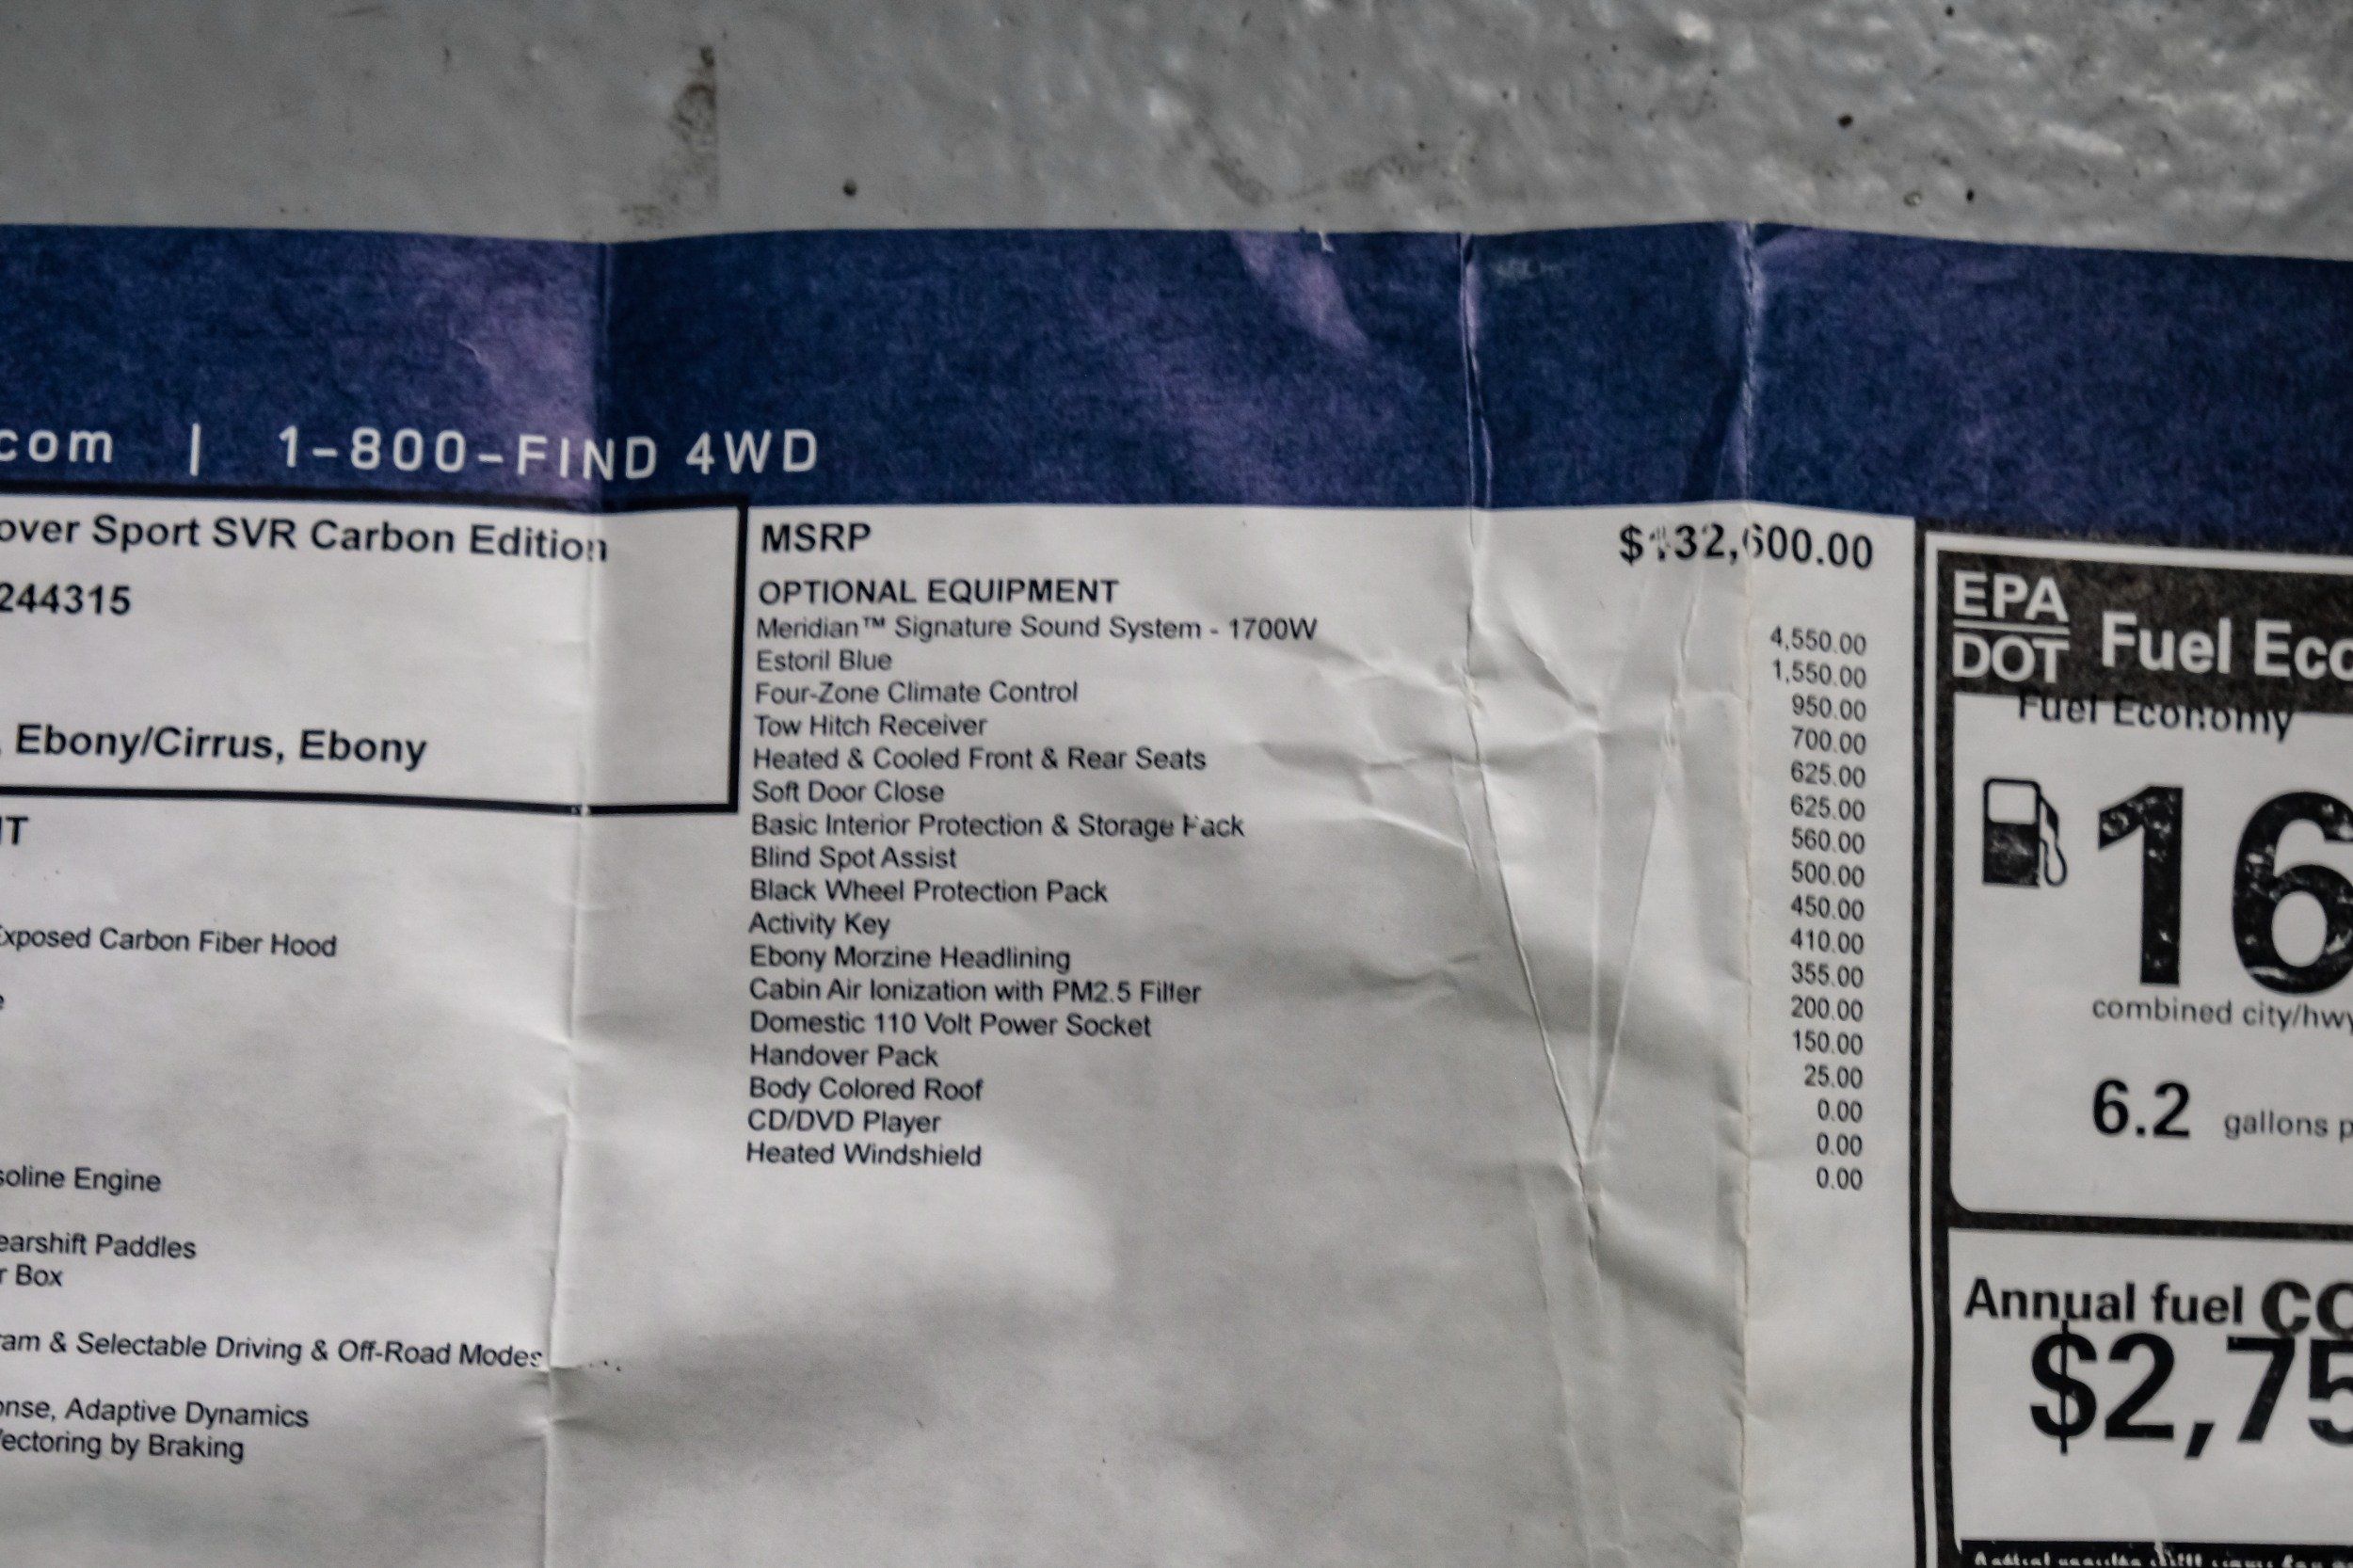 com | 1-800-FIND 4WD
over Sport SVR Carbon Edition
244315
, Ebony/Cirrus, Ebony
Exposed Carbon Fiber Hood
soline Engine
earshift Paddles
r Box
ram & Selectable Driving & Off-Road Modes
onse, Adaptive Dynamics
Vectoring by Braking
MSRP $132,600.00
OPTIONAL EQUIPMENT
Meridian™ Signature Sound System - 1700W 4,550.00
Estoril Blue 1,550.00
Four-Zone Climate Control 950.00
Tow Hitch Receiver 700.00
Heated & Cooled Front & Rear Seats 625.00
Soft Door Close 625.00
Basic Interior Protection & Storage Pack 560.00
Blind Spot Assist 500.00
Black Wheel Protection Pack 450.00
Activity Key 410.00
Ebony Morzine Headlining 355.00
Cabin Air Ionization with PM2.5 Filter 200.00
Domestic 110 Volt Power Socket 150.00
Handover Pack 25.00
Body Colored Roof 0.00
CD/DVD Player 0.00
Heated Windshield 0.00
EPA
DOT Fuel Eco
Fuel Economy
16
combined city/hwy
6.2 gallons p
Annual fuel co
$2,75